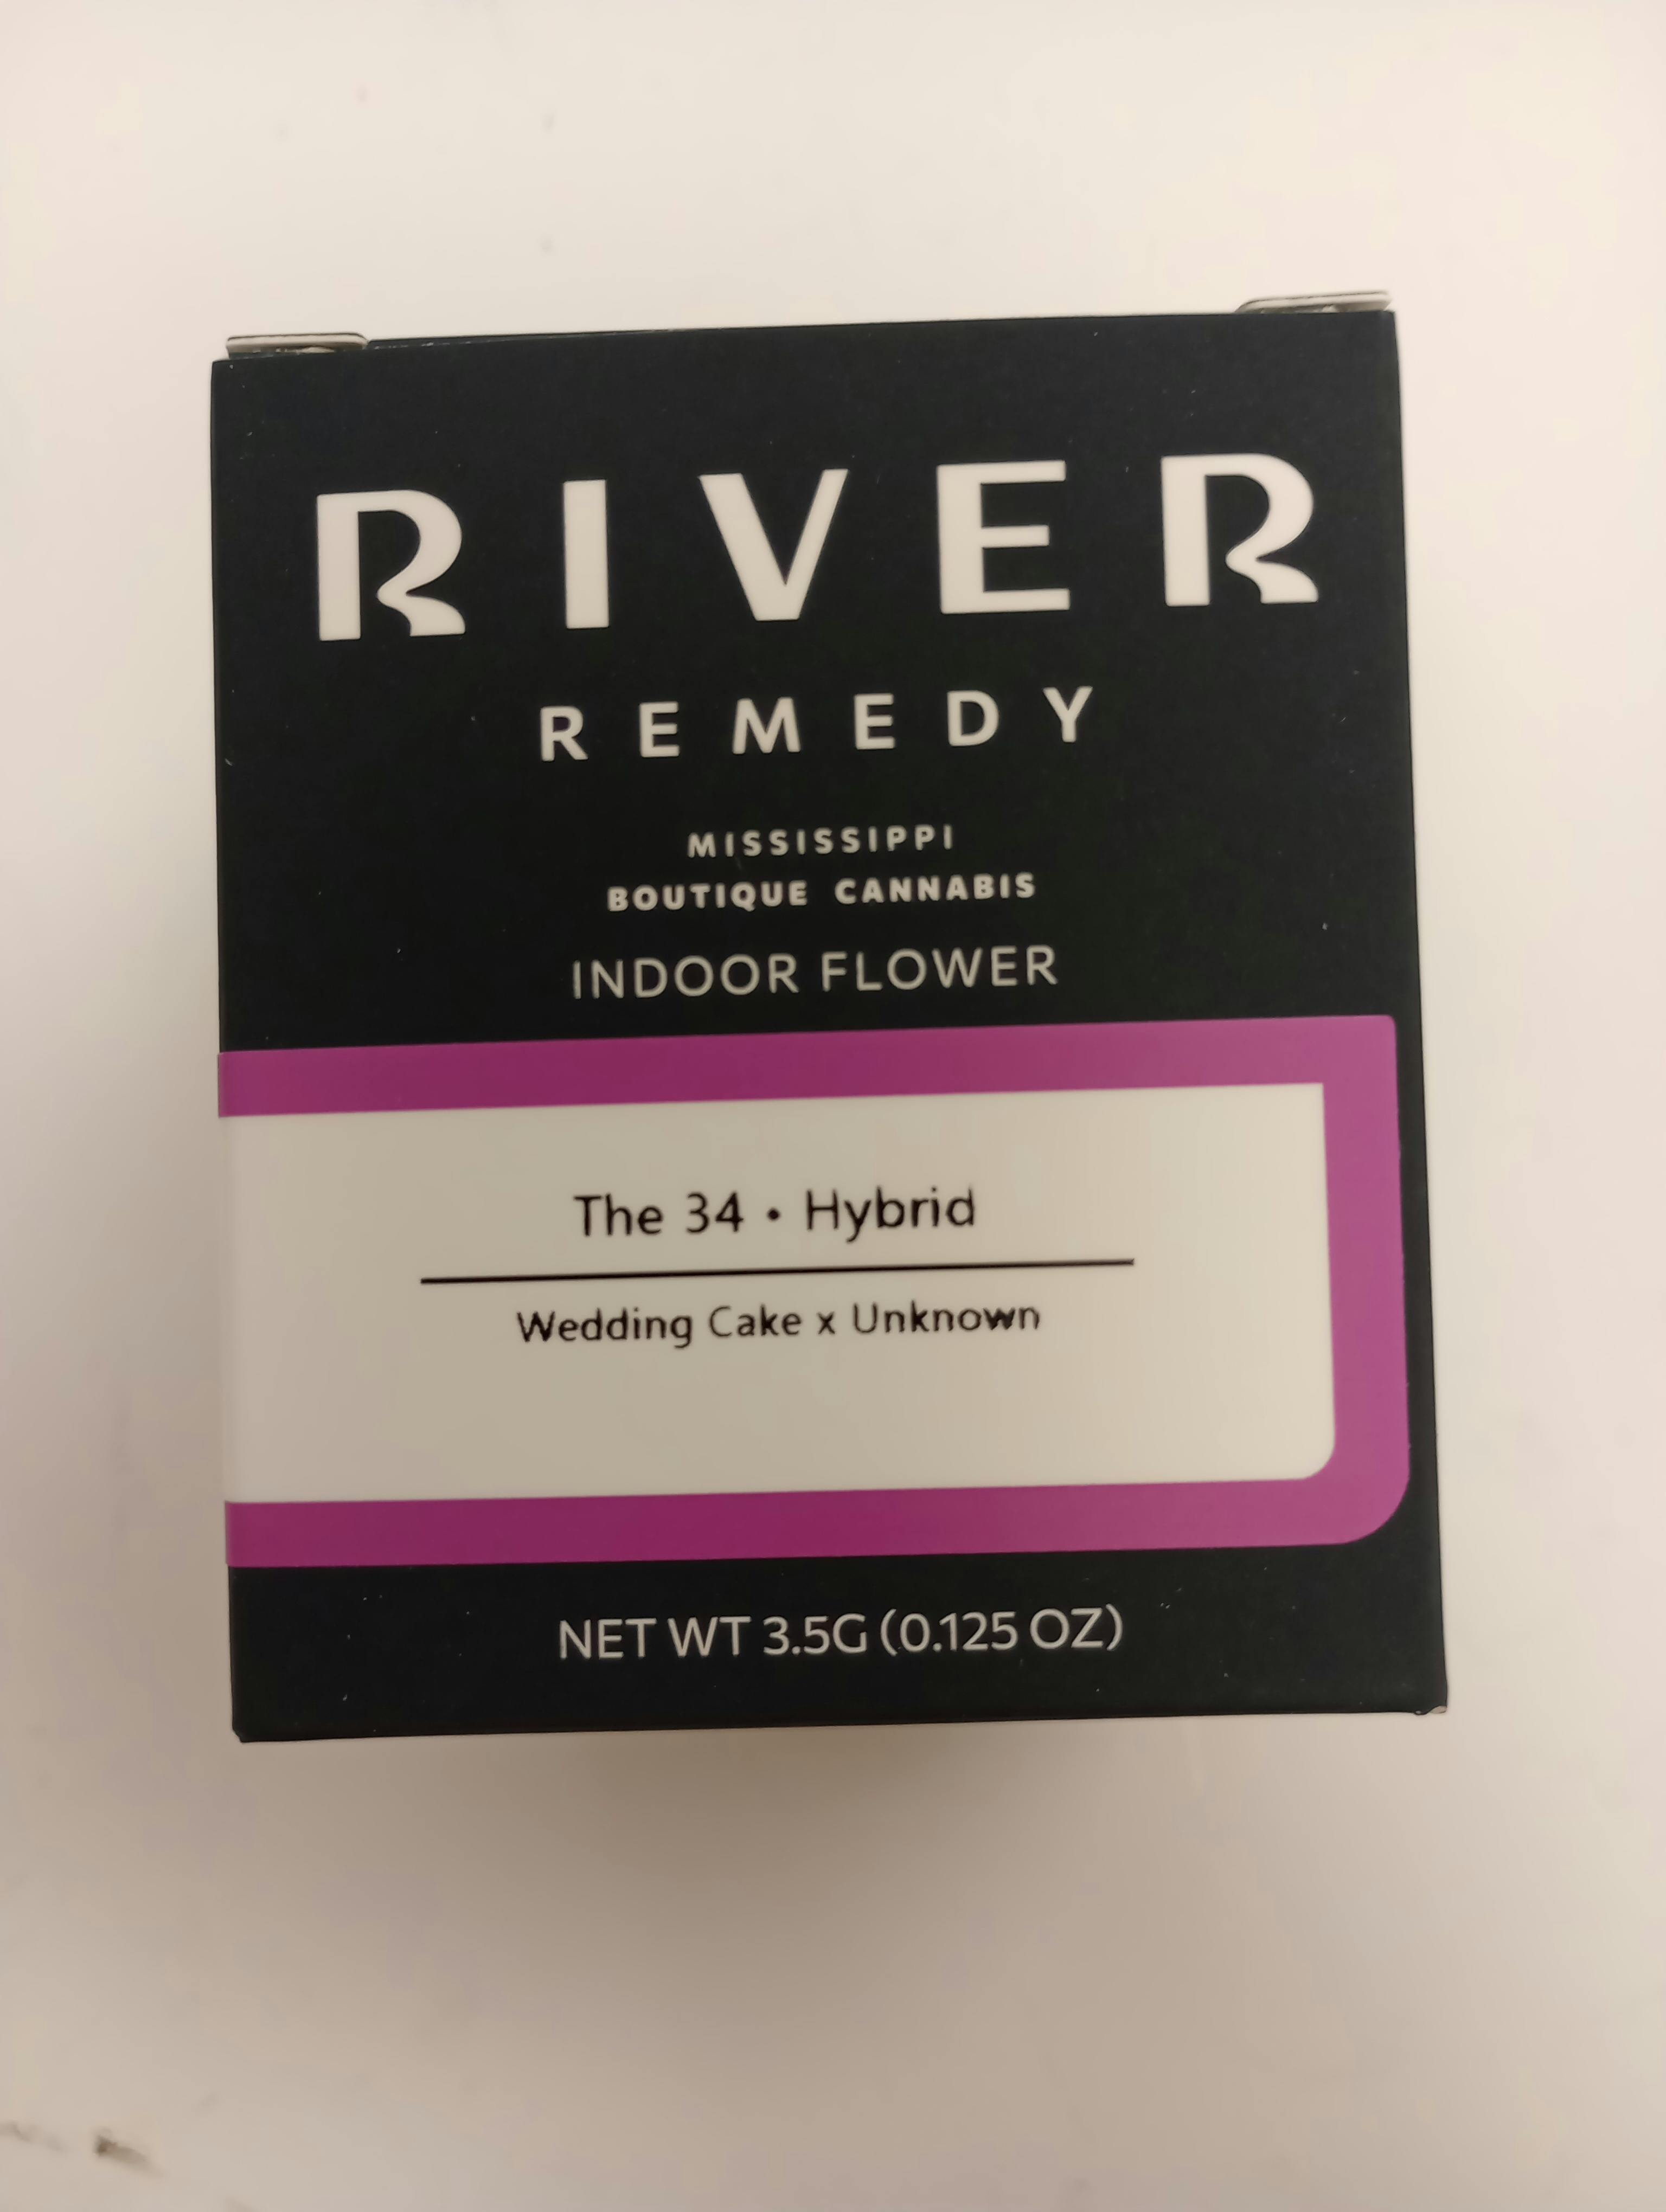 RIVER
REMEDY
MISSISSIPPI
BOUTIQUE CANNABIS
INDOOR FLOWER
The 34 • Hybrid
Wedding Cake x Unknown
NET WT 3.5G (0.125 OZ)